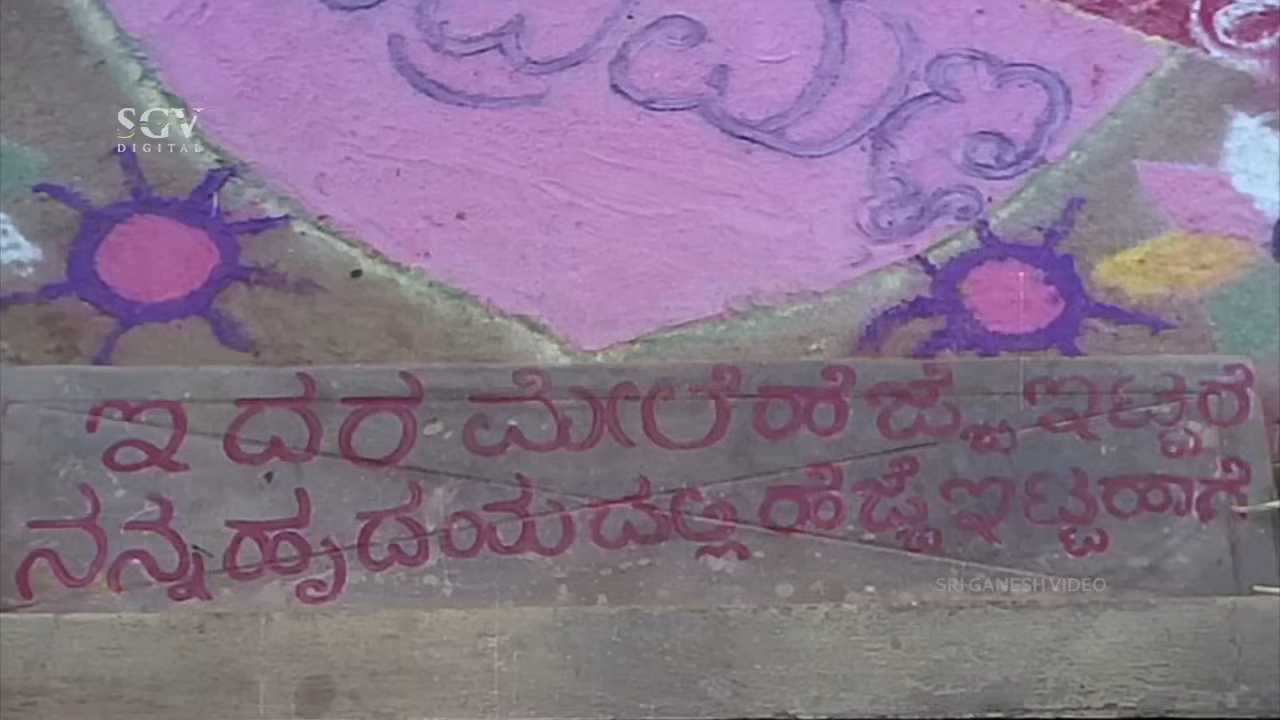 SGV
DIGITAL
ಇದರ ಮೇಲೆ ಹೆಜ್ಜೆ ಇಟ್ಟರೆ
ನನ್ನ ಹೃದಯದಲ್ಲಿ ಹೆಜ್ಜೆ ಇಟ್ಟಹಾಗೆ
SRI GANESH VIDEO